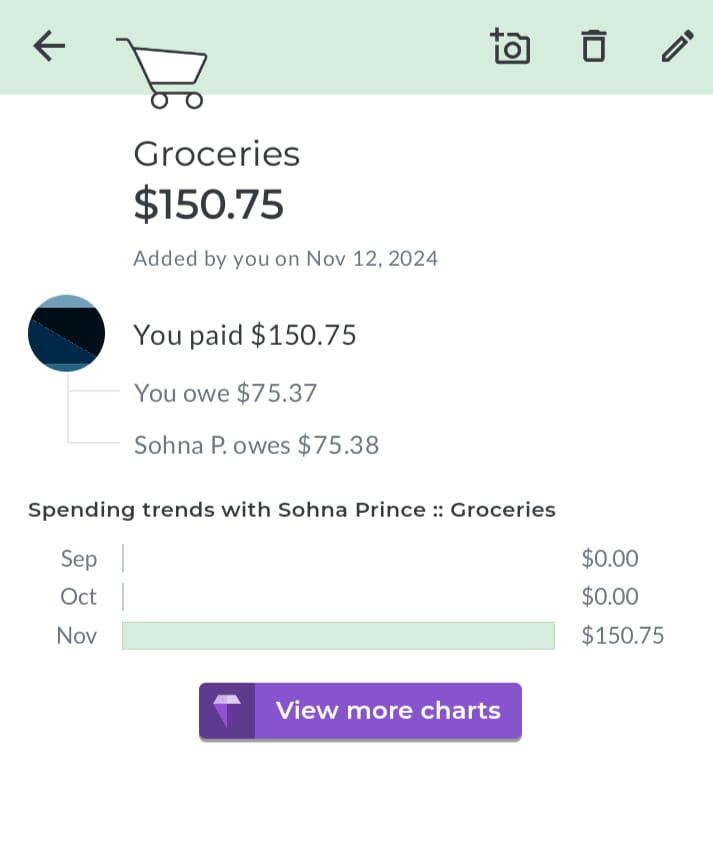 Groceries
$150.75
Added by you on Nov 12, 2024
You paid $150.75
You owe $75.37
Sohna P. owes $75.38
Spending trends with Sohna Prince :: Groceries
Sep $0.00
Oct $0.00
Nov $150.75
View more charts